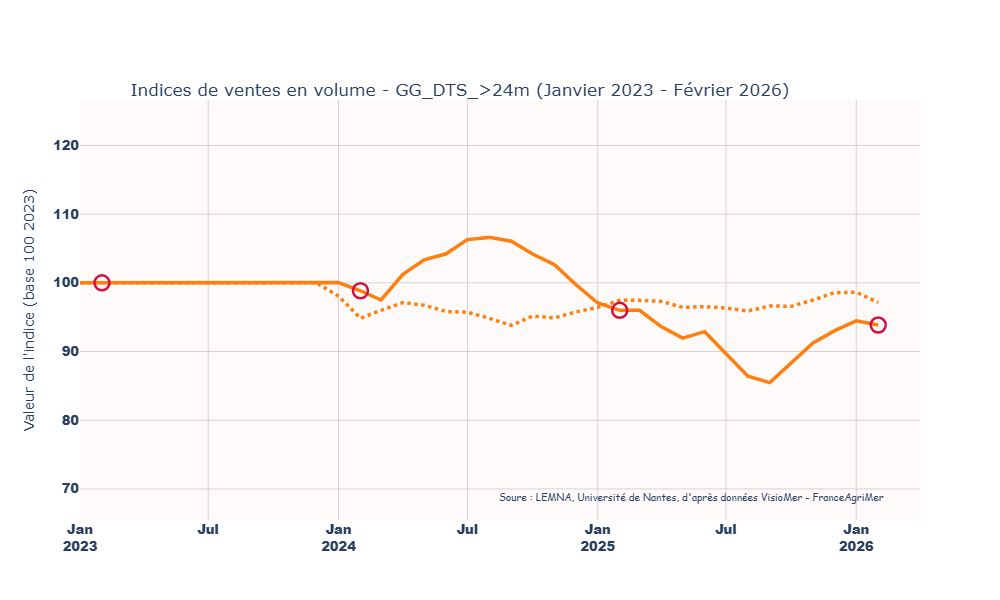 Indices de ventes en volume - GG_DTS_>24m (Janvier 2023 - Février 2026)
Valeur de l'indice (base 100 2023)
120
110
100
90
80
70
Soure : LEMNA, Université de Nantes, d'après données VisioMer - FranceAgriMer
Jan Jul Jan Jul Jan Jul Jan
2023 2024 2025 2026